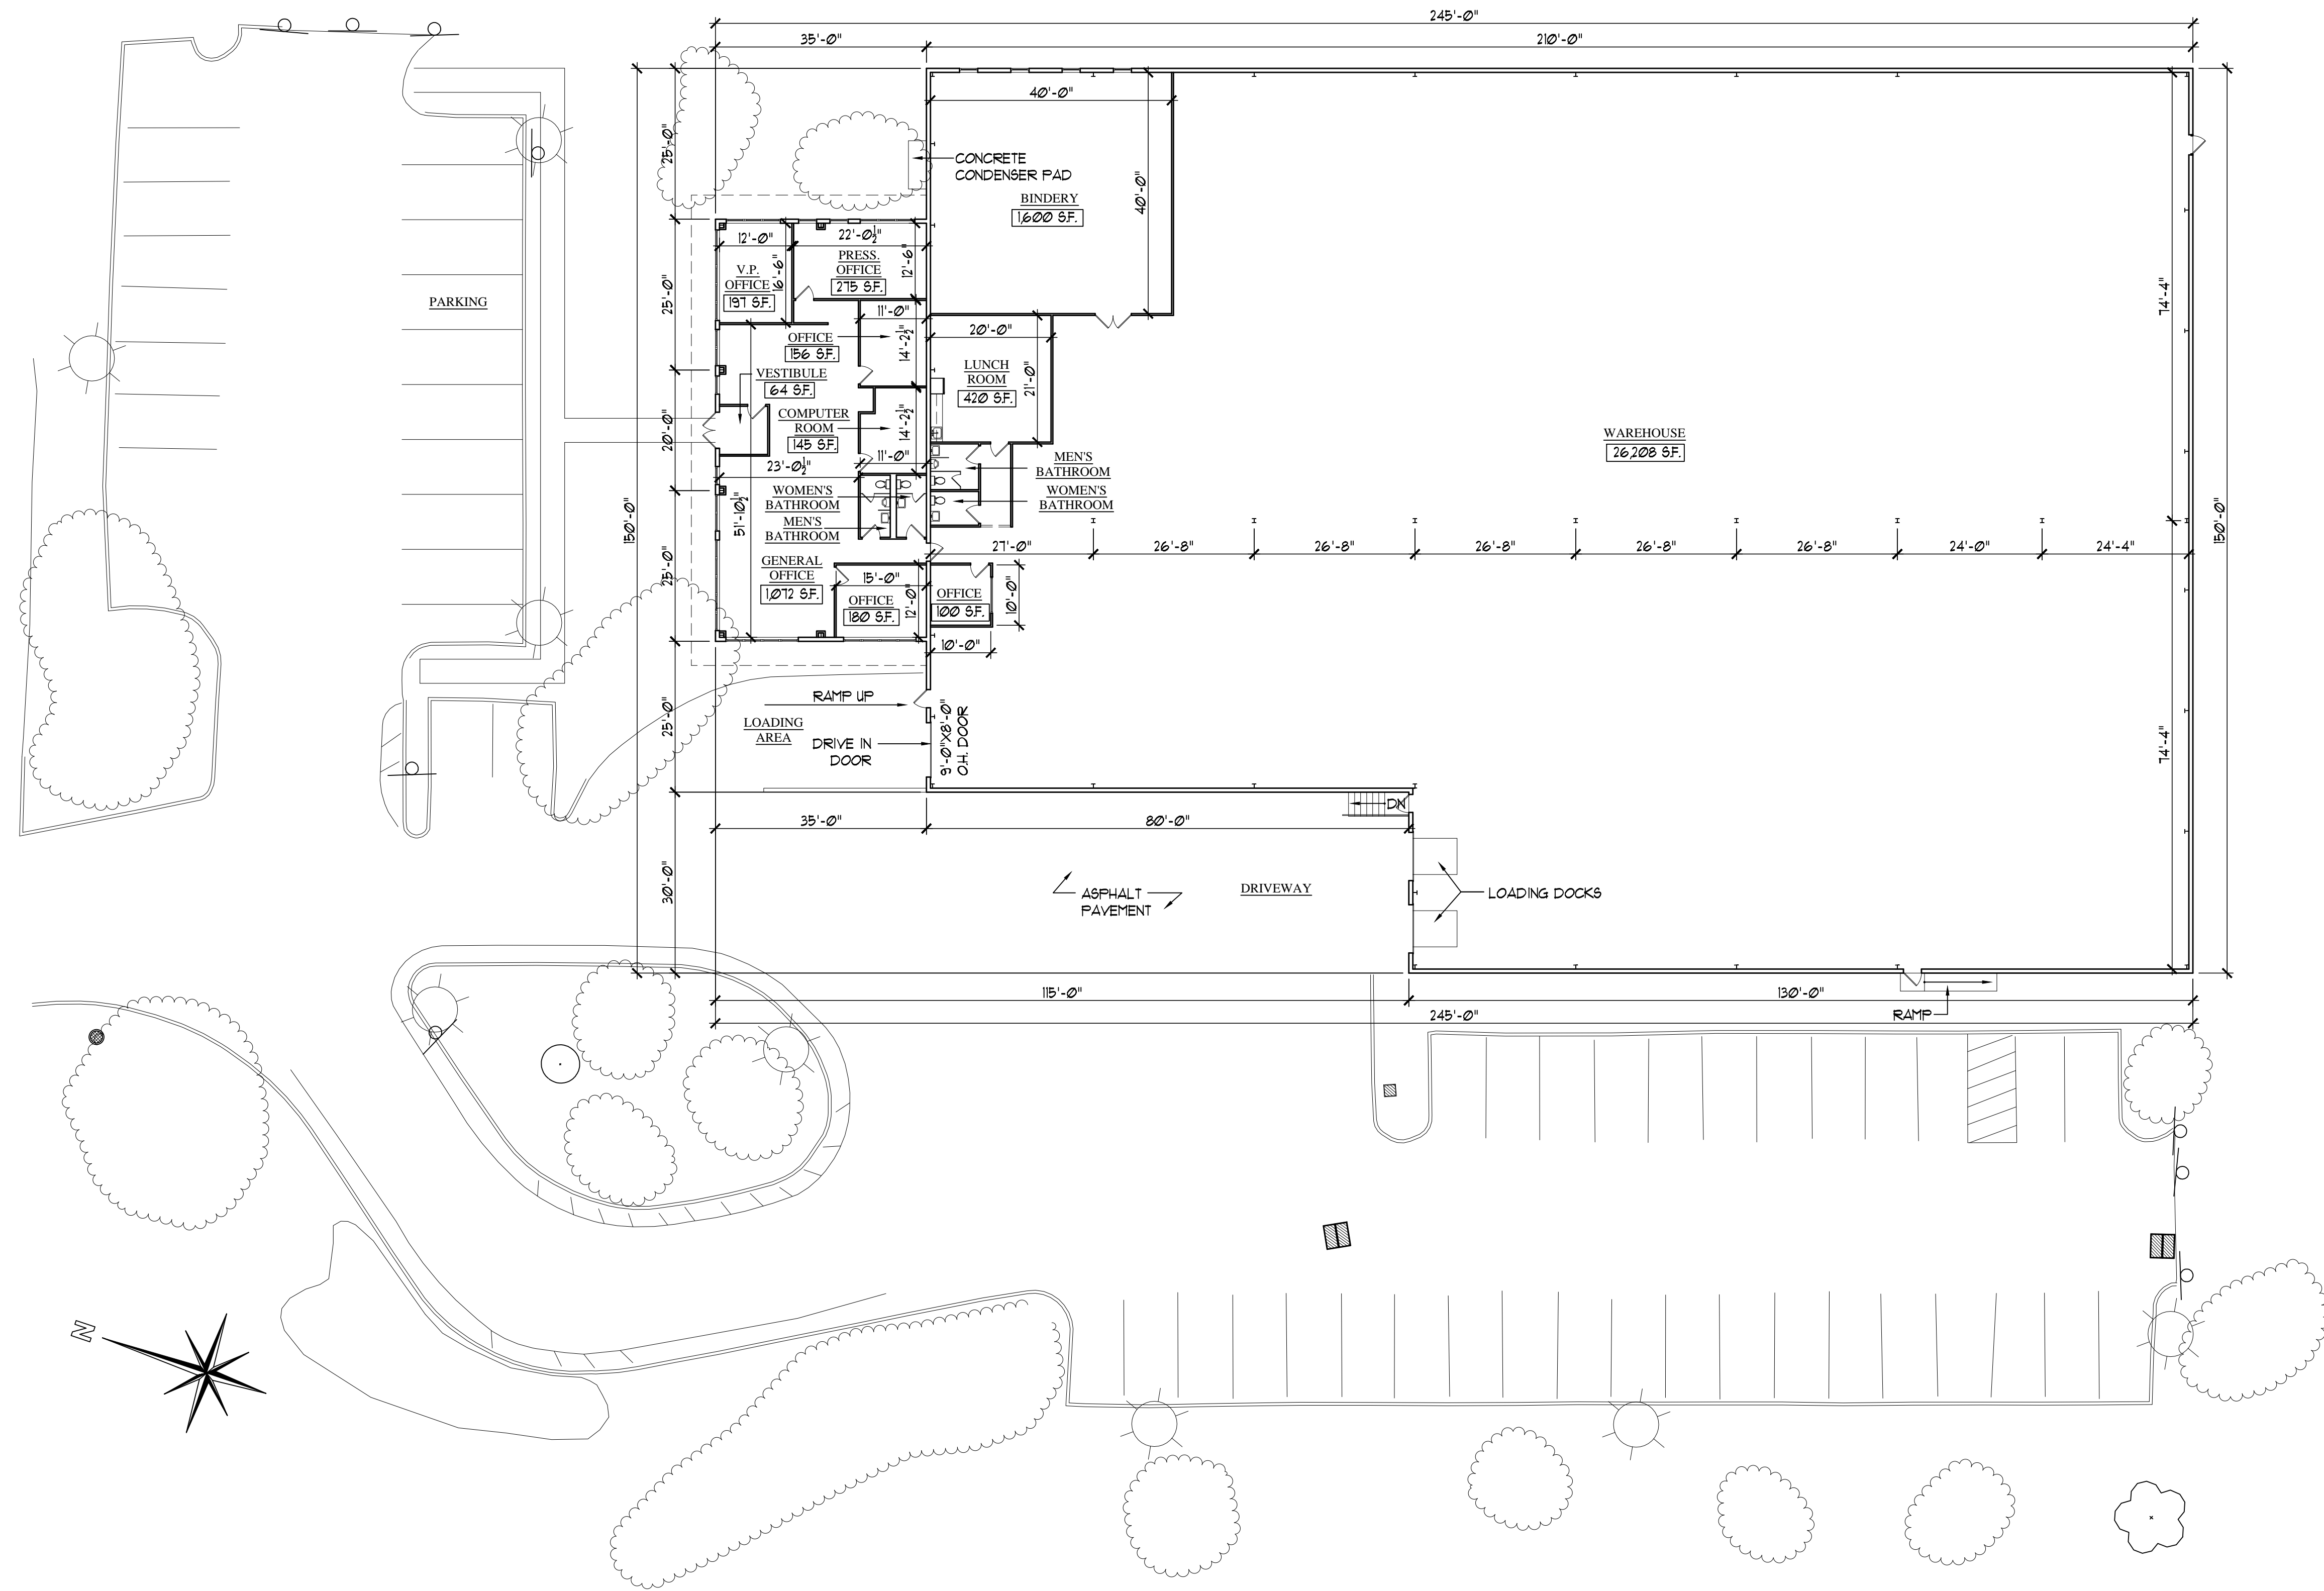 245'-0"
35'-0"
210'-0"
40'-0"
25'-0"
CONCRETE
CONDENSER PAD
BINDERY
1,600 S.F.
40'-0"
12'-0"
22'-0½"
V.P.
OFFICE
197 S.F.
16'-6"
PRESS.
OFFICE
275 S.F.
12'-6"
25'-0"
PARKING
74'-4"
11'-0"
OFFICE
156 S.F.
14'-2½"
20'-0"
LUNCH
ROOM
420 S.F.
21'-0"
VESTIBULE
64 S.F.
COMPUTER
ROOM
145 S.F.
14'-2½"
20'-0"
11'-0"
23'-0½"
WAREHOUSE
26,208 S.F.
MEN'S
BATHROOM
WOMEN'S
BATHROOM
WOMEN'S
BATHROOM
MEN'S
BATHROOM
150'-0"
51'-10½"
150'-0"
27'-0"
26'-8"
26'-8"
26'-8"
26'-8"
26'-8"
24'-0"
24'-4"
25'-0"
GENERAL
OFFICE
1,072 S.F.
15'-0"
OFFICE
180 S.F.
12'-0"
OFFICE
100 S.F.
10'-0"
10'-0"
RAMP UP
LOADING
AREA
DRIVE IN
DOOR
9'-0"X8'-0"
O.H. DOOR
25'-0"
74'-4"
DN
35'-0"
80'-0"
30'-0"
ASPHALT
PAVEMENT
DRIVEWAY
LOADING DOCKS
115'-0"
130'-0"
245'-0"
RAMP
N